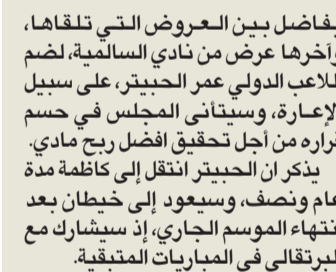 يفاضل بين العروض التي تلقاها،
وآخرها عرض من نادي السالمية، لضم
اللاعب الدولي عمر الحبيتر، على سبيل
الإعارة، وسيتأنى المجلس في حسم
قراره من أجل تحقيق افضل ربح مادي.
يذكر ان الحبيتر انتقل إلى كاظمة مدة
عام ونصف، وسيعود إلى خيطان بعد
انتهاء الموسم الجاري، إذ سيشارك مع
البرتقالي في المباريات المتبقية.